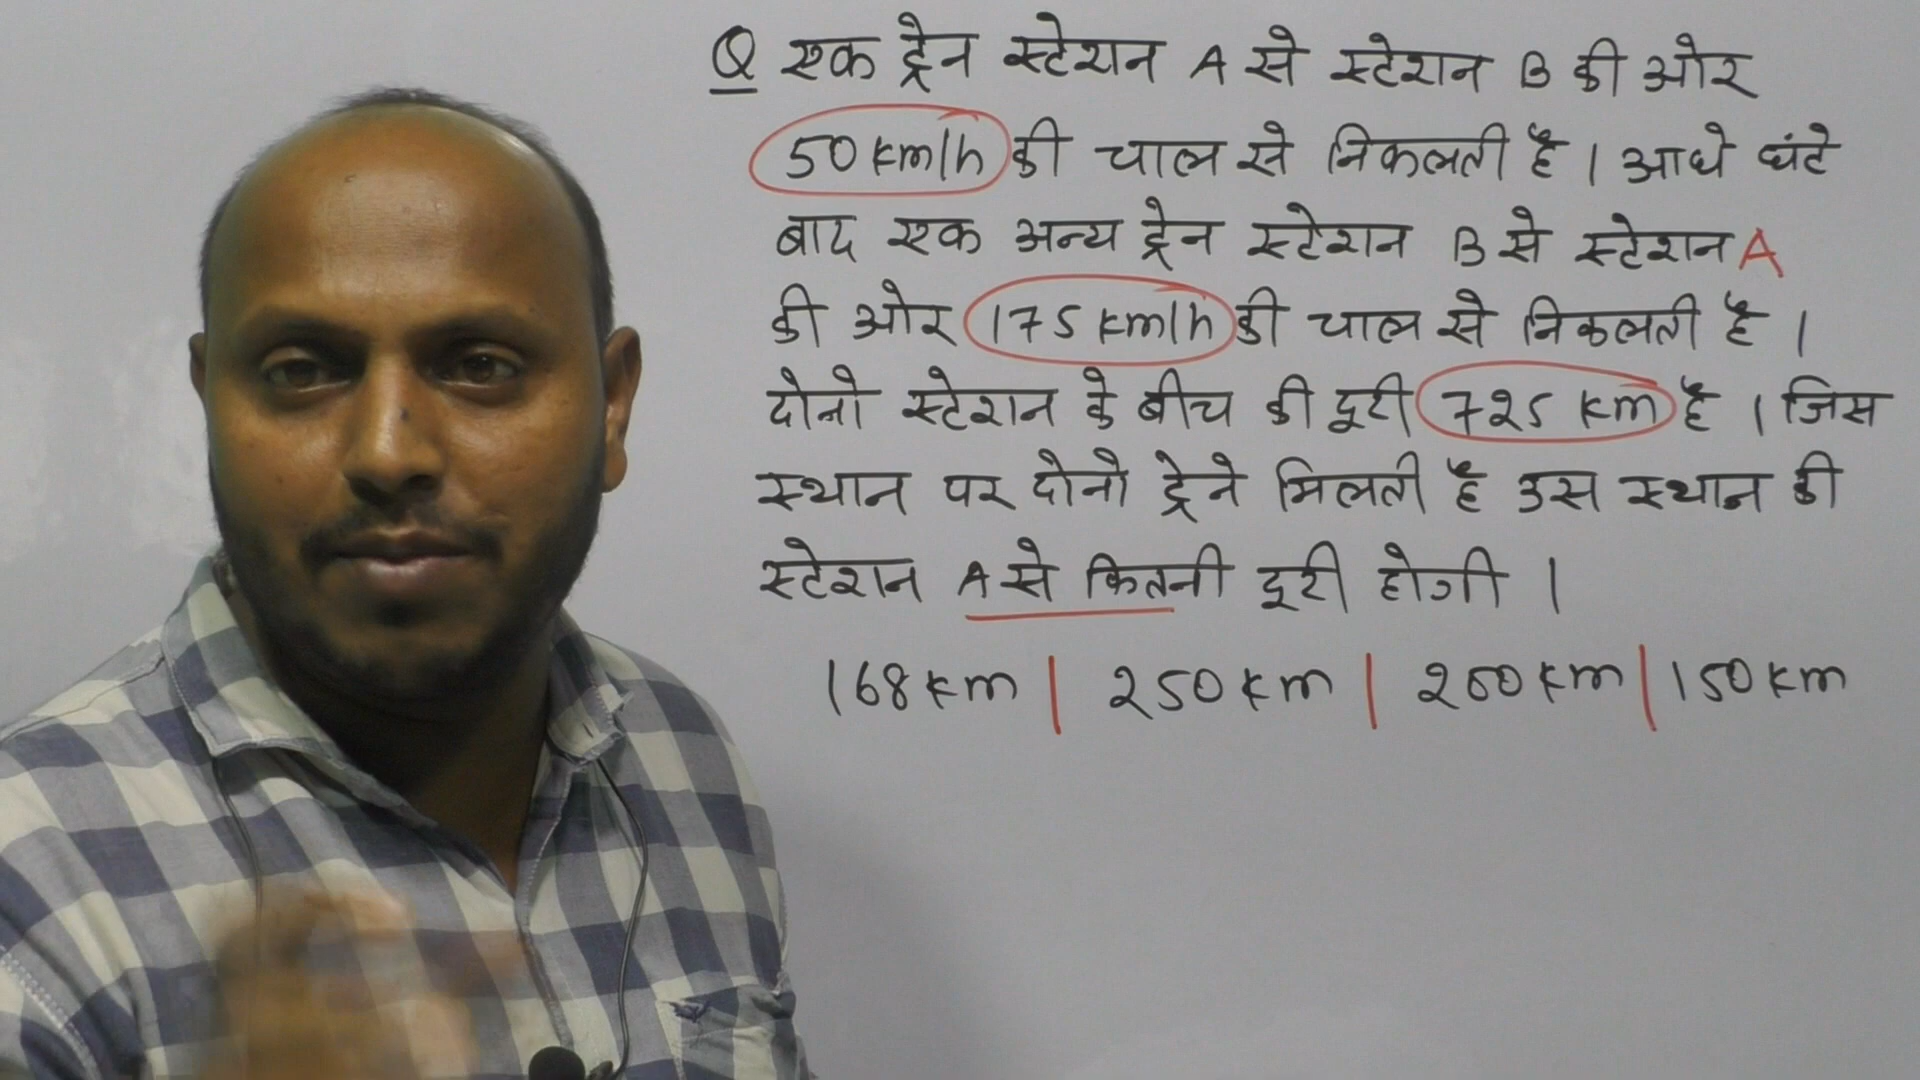 Q एक ट्रेन स्टेशन A से स्टेशन B की ओर
50 km/h की चाल से निकलती है । आधे घंटे
बाद एक अन्य ट्रेन स्टेशन B से स्टेशन A
की ओर 175 km/h की चाल से निकलती है ।
दोनो स्टेशन के बीच की दूरी 725 km है । जिस
स्थान पर दोनो ट्रेने मिलती है उस स्थान की
स्टेशन A से कितनी दूरी होगी ।
168 km | 250 km | 200 km | 150 km